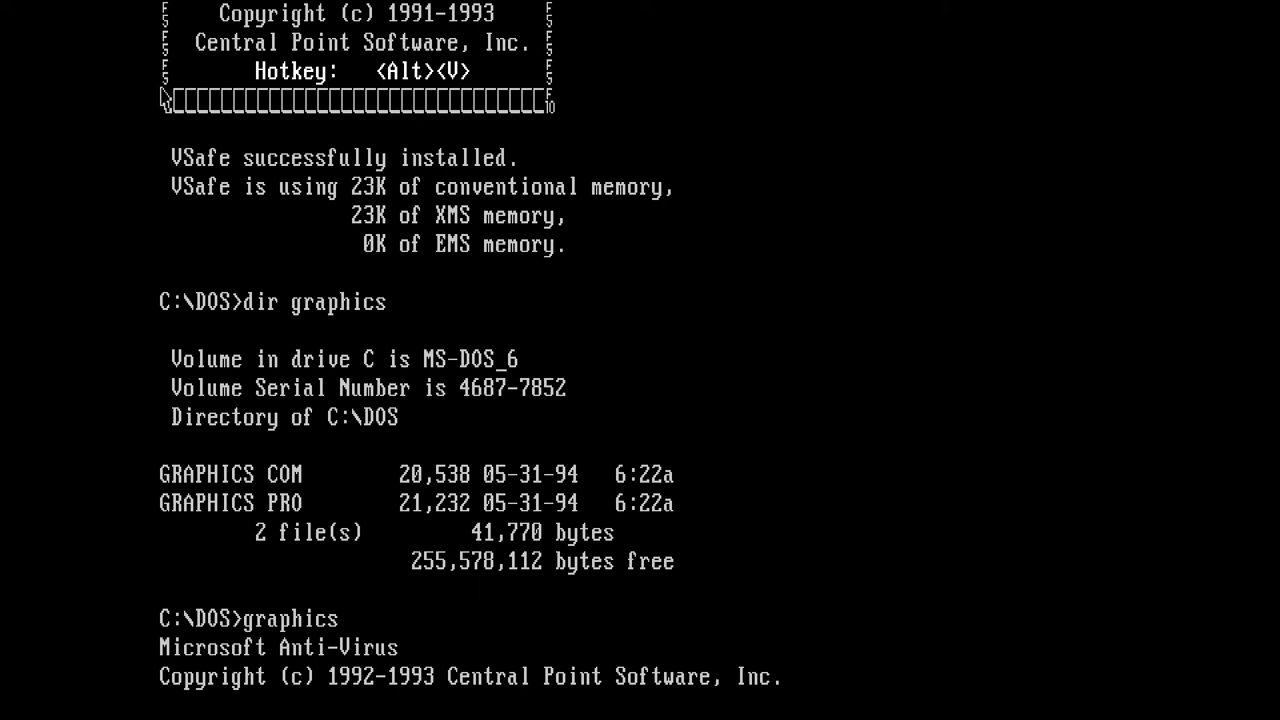 Copyright (c) 1991-1993
Central Point Software, Inc.
Hotkey: <Alt><V>
VSafe successfully installed.
VSafe is using 23K of conventional memory,
23K of XMS memory,
0K of EMS memory.
C:\DOS>dir graphics
Volume in drive C is MS-DOS_6
Volume Serial Number is 4687-7852
Directory of C:\DOS
GRAPHICS COM 20,538 05-31-94 6:22a
GRAPHICS PRO 21,232 05-31-94 6:22a
2 file(s) 41,770 bytes
255,578,112 bytes free
C:\DOS>graphics
Microsoft Anti-Virus
Copyright (c) 1992-1993 Central Point Software, Inc.